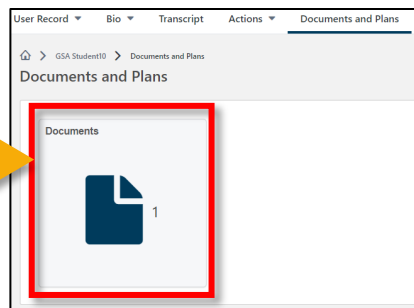 User Record Bio Transcript Actions Documents and Plans
GSA Student10 > Documents and Plans
Documents and Plans
Documents
1